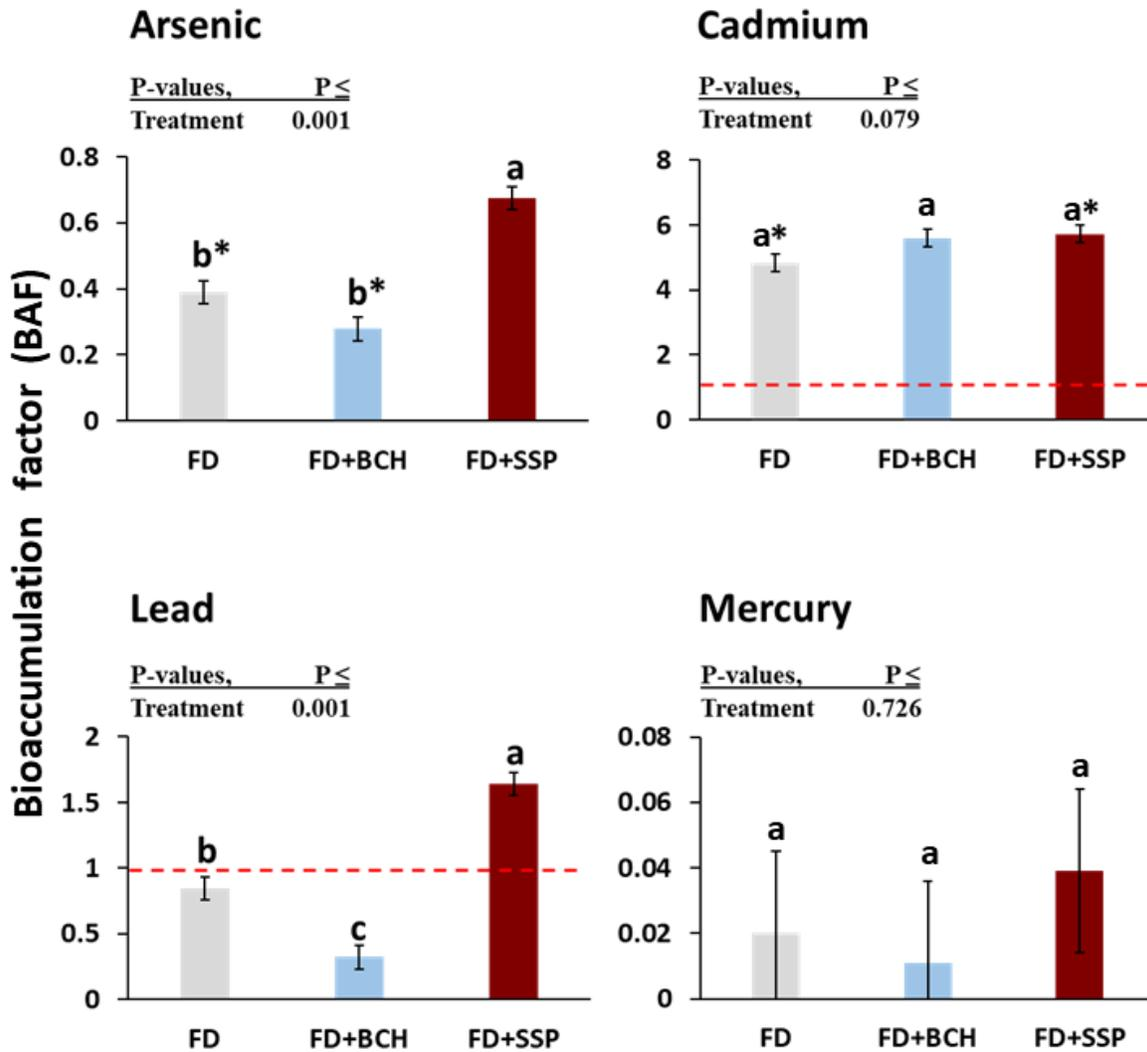 Bioaccumulation factor (BAF)
Arsenic
P-values, P ≤
Treatment 0.001
0.8
0.6
0.4
0.2
0
b*
b*
a
FD FD+BCH FD+SSP
Cadmium
P-values, P ≤
Treatment 0.079
8
6
4
2
0
a*
a
a*
FD FD+BCH FD+SSP
Lead
P-values, P ≤
Treatment 0.001
2
1.5
1
0.5
0
b
c
a
FD FD+BCH FD+SSP
Mercury
P-values, P ≤
Treatment 0.726
0.08
0.06
0.04
0.02
0
a
a
a
FD FD+BCH FD+SSP